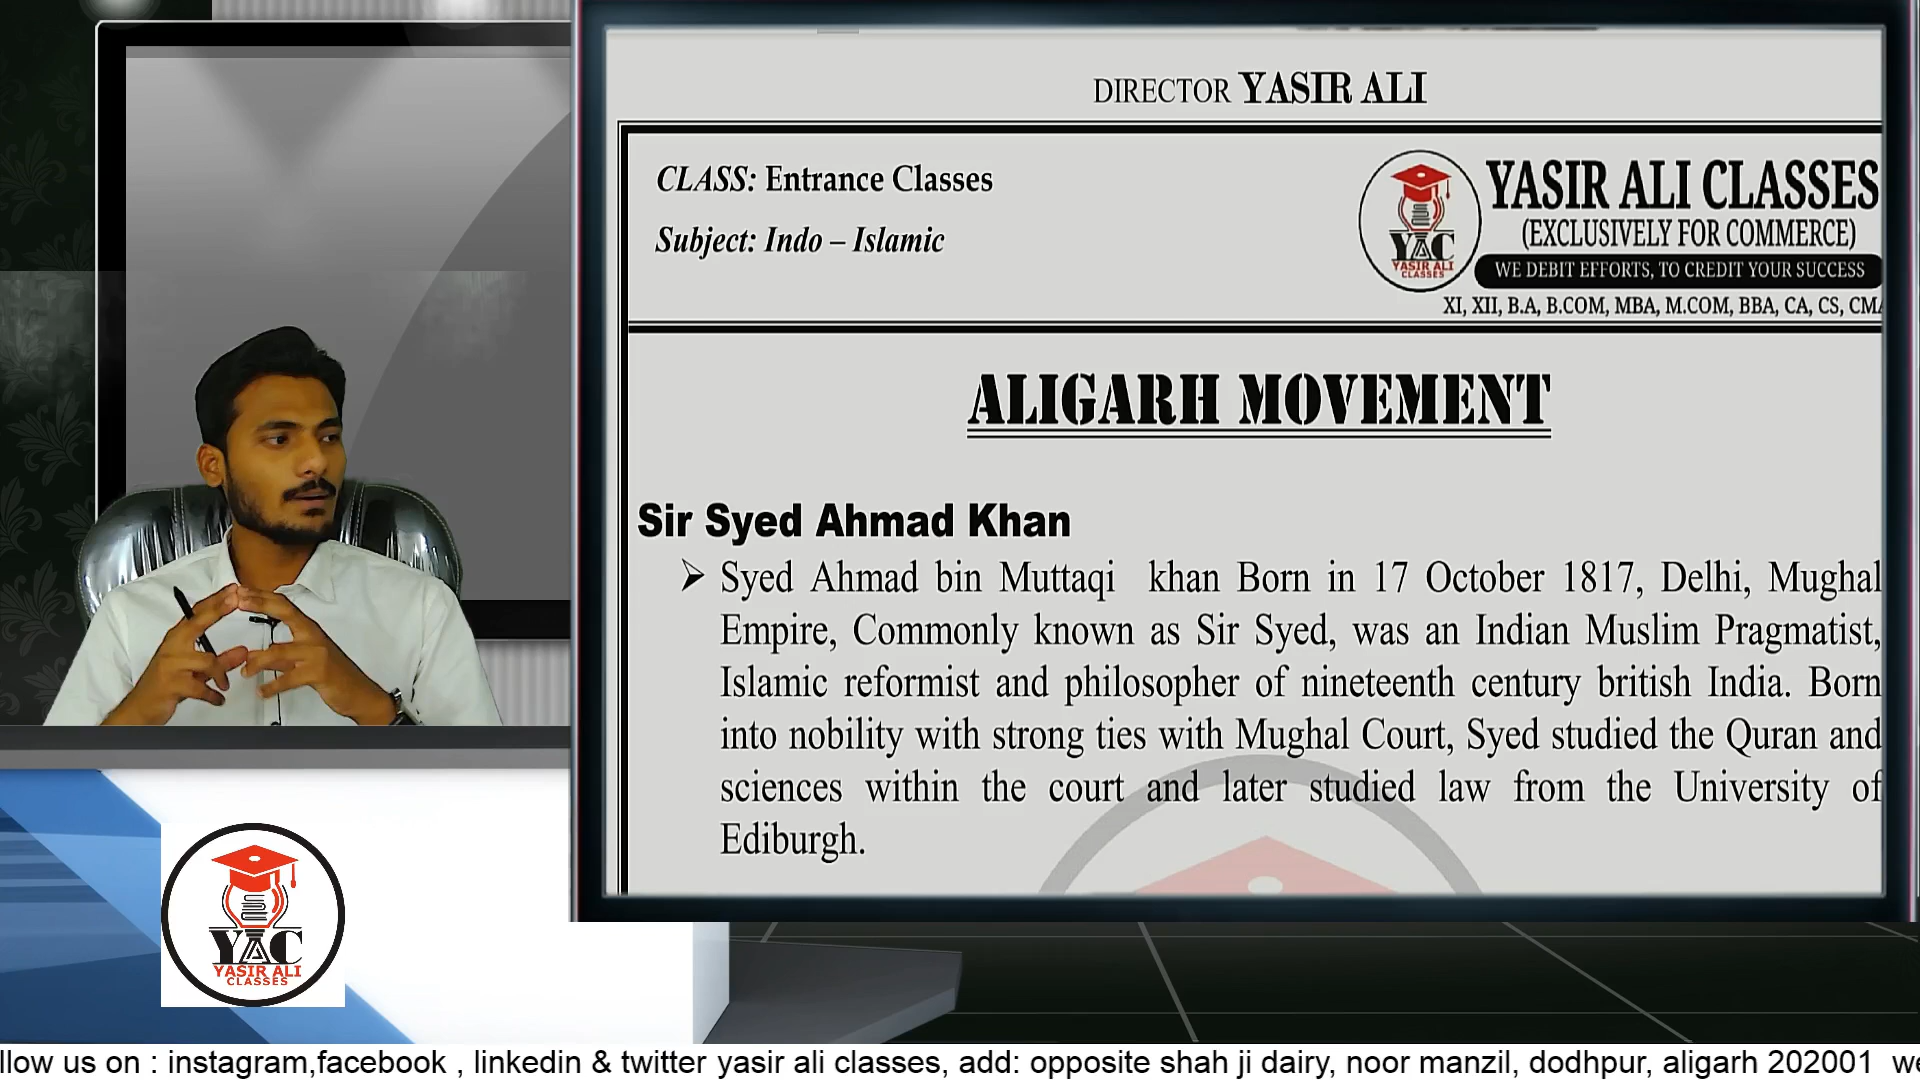 DIRECTOR YASIR ALI
CLASS: Entrance Classes
Subject: Indo – Islamic
YAC
YASIR ALI
CLASSES
YASIR ALI CLASSES
(EXCLUSIVELY FOR COMMERCE)
WE DEBIT EFFORTS, TO CREDIT YOUR SUCCESS
XI, XII, B.A, B.COM, MBA, M.COM, BBA, CA, CS, CMA
ALIGARH MOVEMENT
Sir Syed Ahmad Khan
➢ Syed Ahmad bin Muttaqi khan Born in 17 October 1817, Delhi, Mughal
Empire, Commonly known as Sir Syed, was an Indian Muslim Pragmatist,
Islamic reformist and philosopher of nineteenth century british India. Born
into nobility with strong ties with Mughal Court, Syed studied the Quran and
sciences within the court and later studied law from the University of
Ediburgh.
YAC
YASIR ALI
CLASSES
llow us on : instagram,facebook , linkedin & twitter yasir ali classes, add: opposite shah ji dairy, noor manzil, dodhpur, aligarh 202001 we